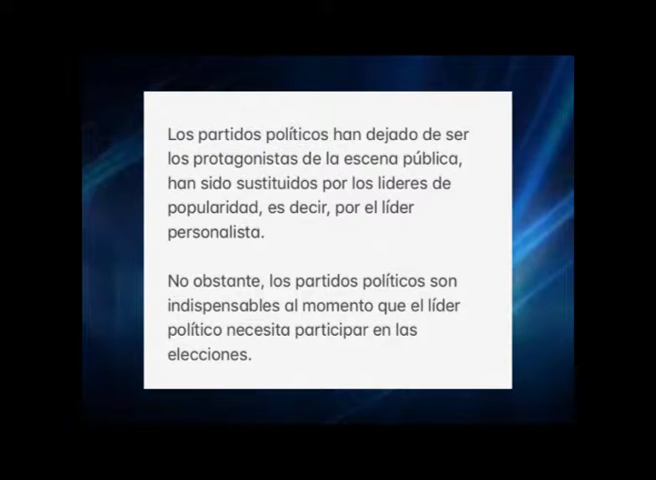 Los partidos políticos han dejado de ser
los protagonistas de la escena pública,
han sido sustituidos por los lideres de
popularidad, es decir, por el líder
personalista.
No obstante, los partidos políticos son
indispensables al momento que el líder
político necesita participar en las
elecciones.